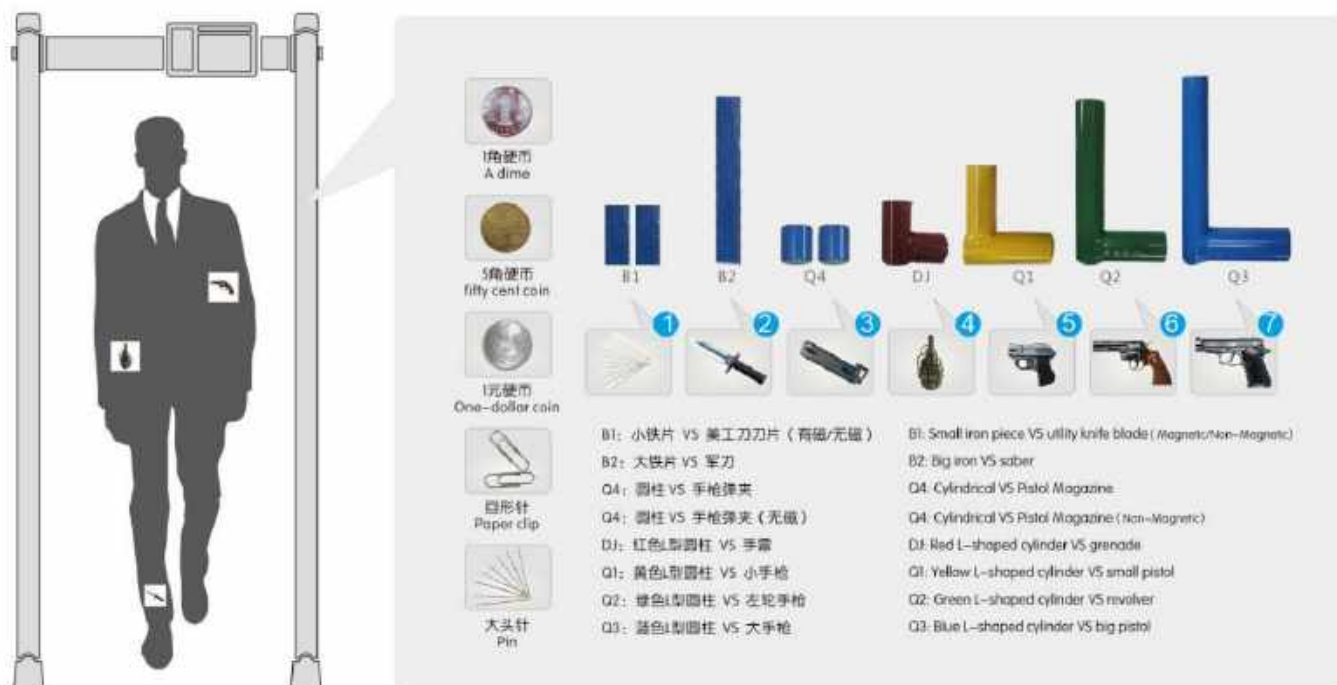 1角硬币
A dime
5角硬币
fifty cent coin
1元硬币
One-dollar coin
回形针
Paper clip
大头针
Pin
B1
B2
Q4
DJ
Q1
Q2
Q3
1
2
3
4
5
6
7
B1: 小铁片 VS 美工刀刀片（有磁/无磁）
B2: 大铁片 VS 军刀
Q4: 圆柱 VS 手枪弹夹
Q4: 圆柱 VS 手枪弹夹（无磁）
DJ: 红色L型圆柱 VS 手雷
Q1: 黄色L型圆柱 VS 小手枪
Q2: 绿色L型圆柱 VS 左轮手枪
Q3: 蓝色L型圆柱 VS 大手枪
B1: Small iron piece VS utility knife blade (Magnetic/Non-Magnetic)
B2: Big iron VS saber
Q4: Cylindrical VS Pistol Magazine
Q4: Cylindrical VS Pistol Magazine (Non-Magnetic)
DJ: Red L-shaped cylinder VS grenade
Q1: Yellow L-shaped cylinder VS small pistol
Q2: Green L-shaped cylinder VS revolver
Q3: Blue L-shaped cylinder VS big pistol